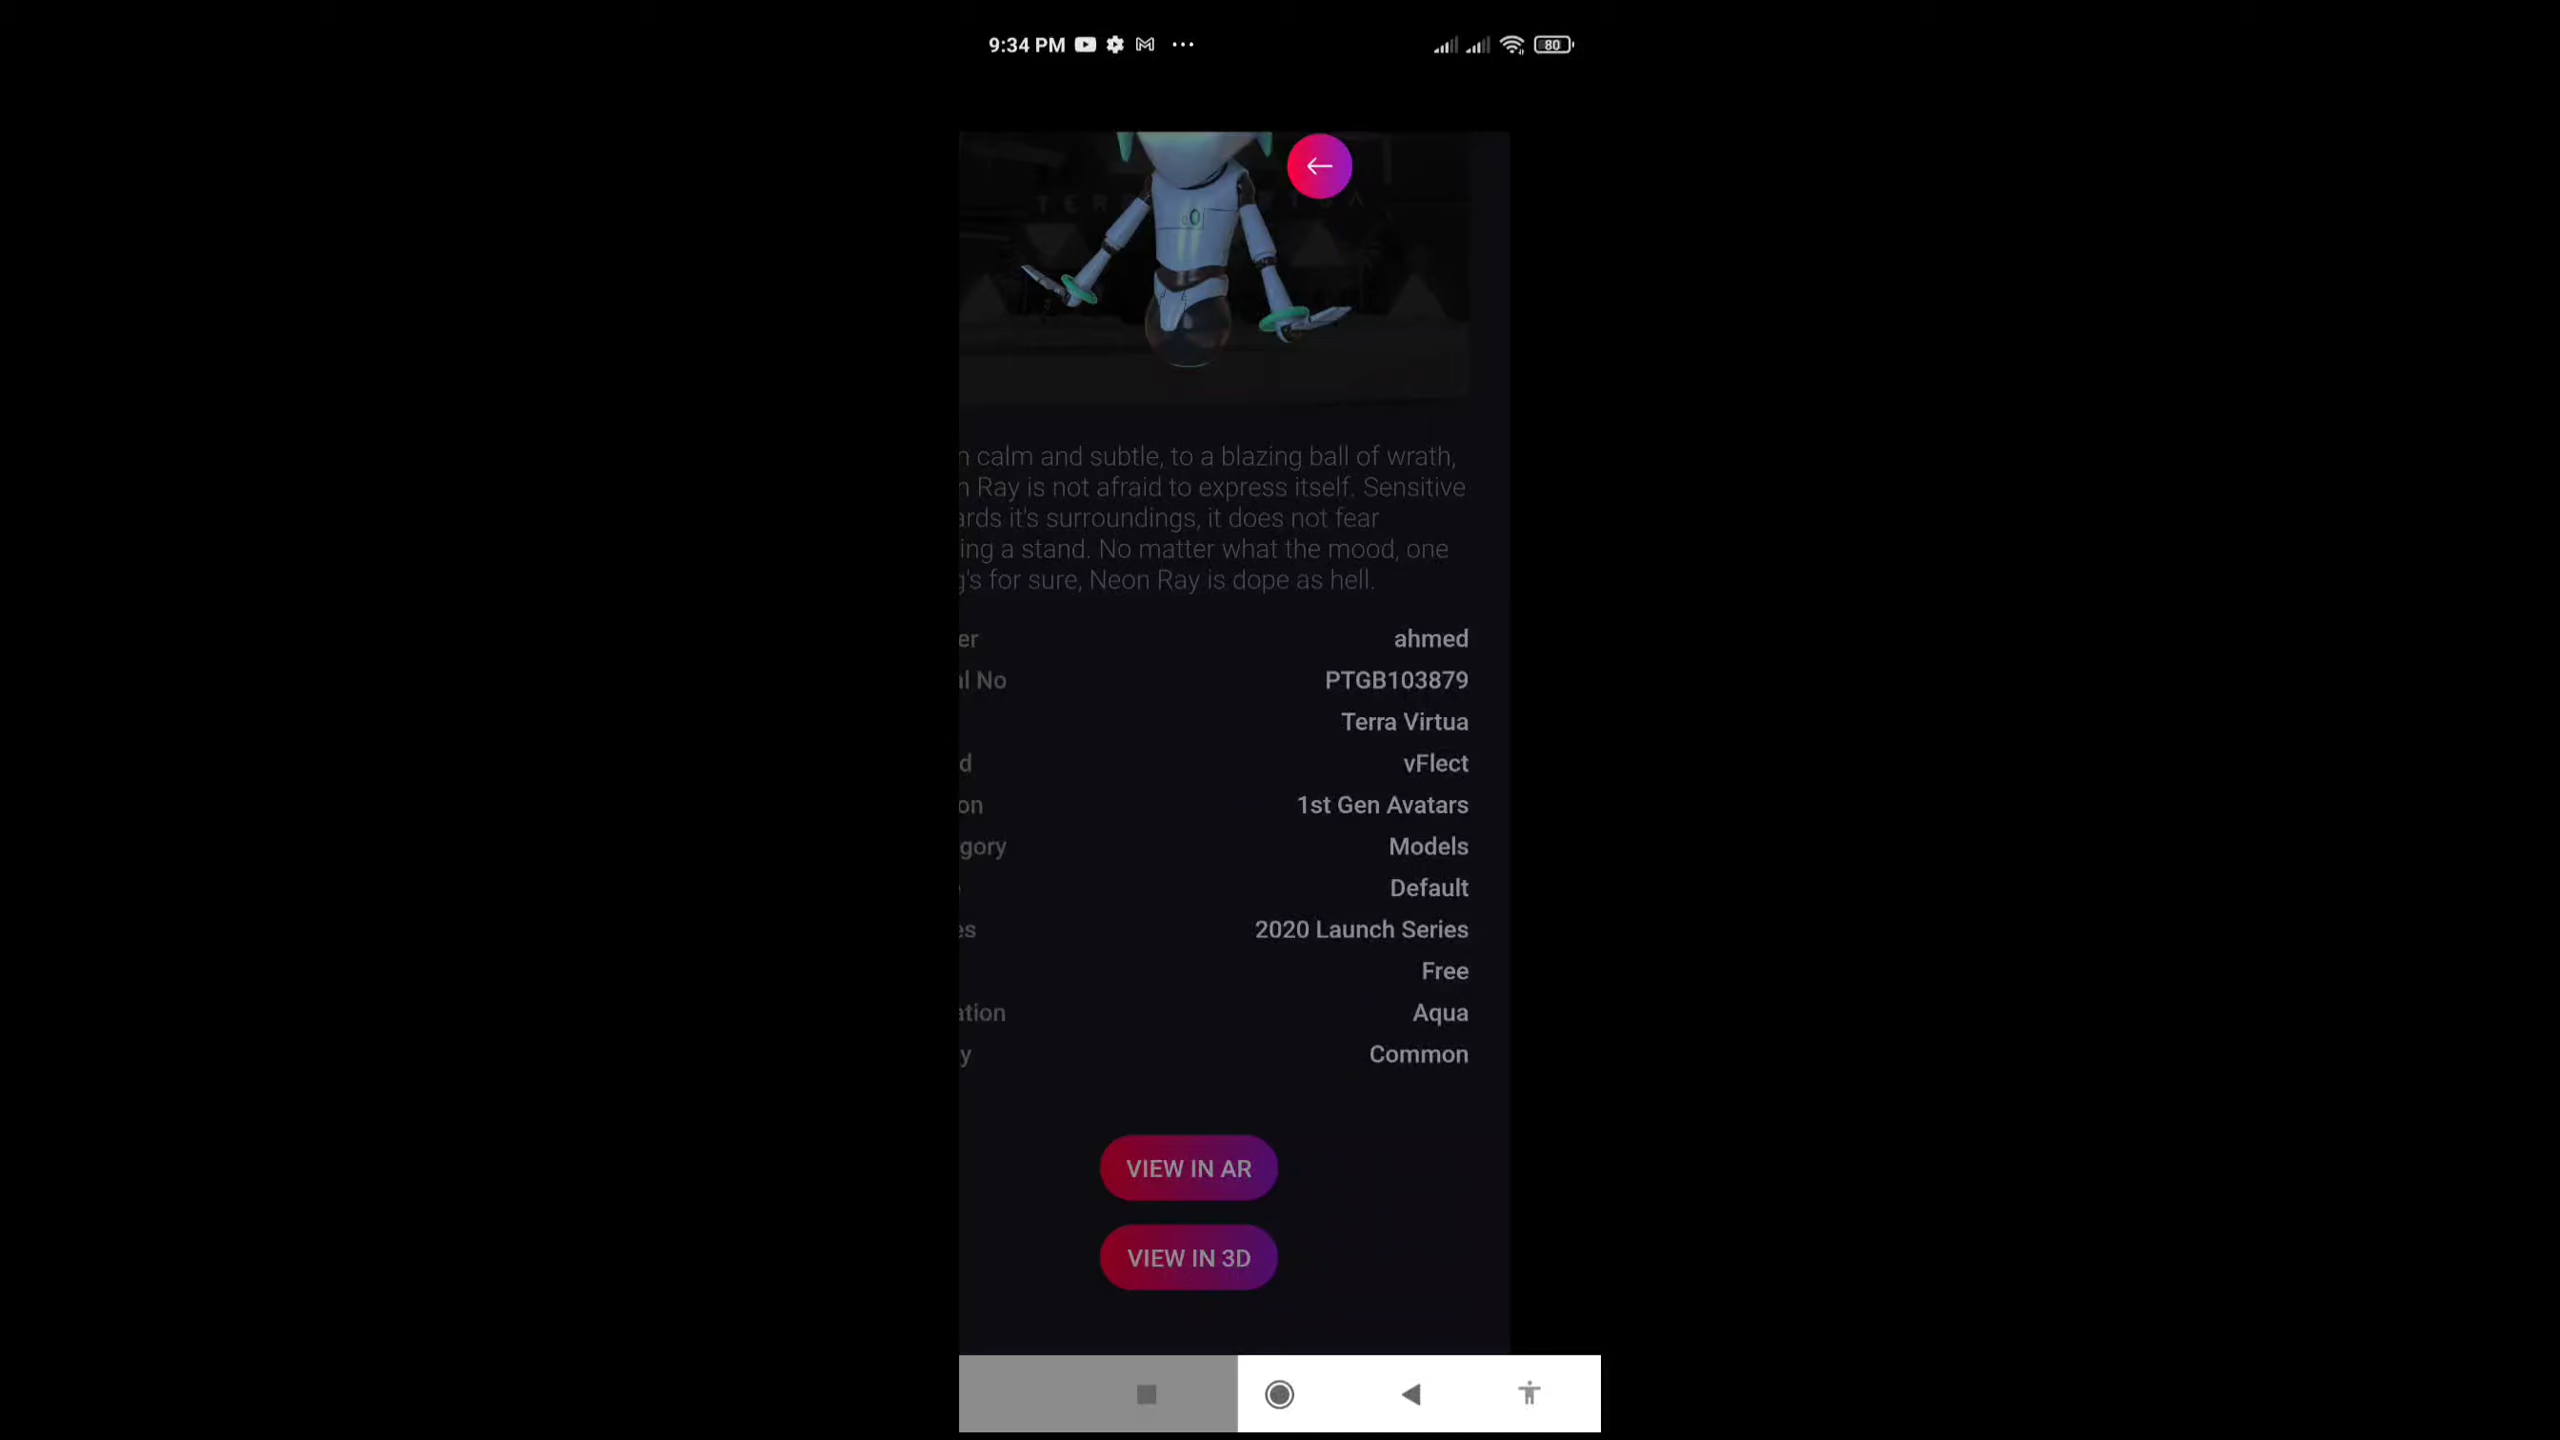 9:34 PM
80
calm and subtle, to a blazing ball of wrath,
Ray is not afraid to express itself. Sensitive
ards it's surroundings, it does not fear
ing a stand. No matter what the mood, one
g's for sure, Neon Ray is dope as hell.
er ahmed
al No PTGB103879
Terra Virtua
d vFlect
on 1st Gen Avatars
gory Models
Default
es 2020 Launch Series
Free
ation Aqua
y Common
VIEW IN AR
VIEW IN 3D